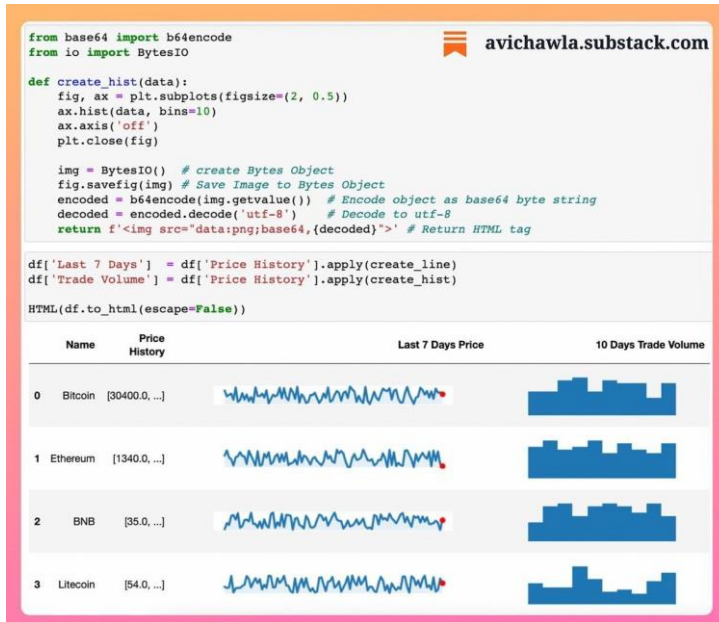 avichawla.substack.com
from base64 import b64encode
from io import BytesIO
def create_hist(data):
    fig, ax = plt.subplots(figsize=(2, 0.5))
    ax.hist(data, bins=10)
    ax.axis('off')
    plt.close(fig)
    img = BytesIO()  # create Bytes Object
    fig.savefig(img) # Save Image to Bytes Object
    encoded = b64encode(img.getvalue())  # Encode object as base64 byte string
    decoded = encoded.decode('utf-8')    # Decode to utf-8
    return f'<img src="data:png;base64,{decoded}">' # Return HTML tag
df['Last 7 Days']  = df['Price History'].apply(create_line)
df['Trade Volume'] = df['Price History'].apply(create_hist)
HTML(df.to_html(escape=False))
Name Price History Last 7 Days Price 10 Days Trade Volume
0 Bitcoin [30400.0, ...]
1 Ethereum [1340.0, ...]
2 BNB [35.0, ...]
3 Litecoin [54.0, ...]